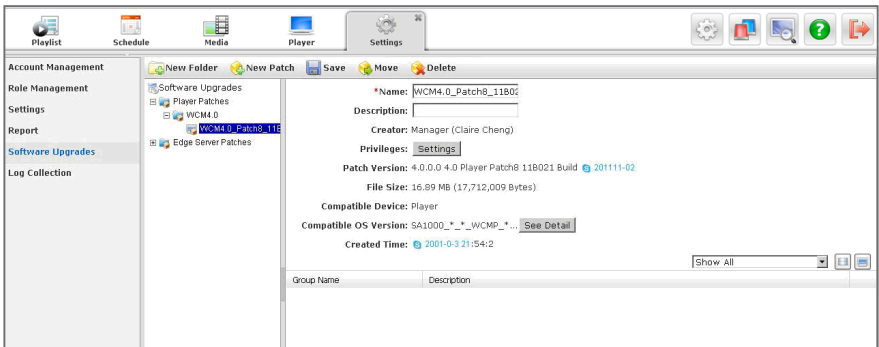 Playlist
Schedule
Media
Player
Settings
Account Management
Role Management
Settings
Report
Software Upgrades
Log Collection
New Folder New Patch Save Move Delete
Software Upgrades
Player Patches
WCM4.0
WCM4.0_Patch8_11B
Edge Server Patches
*Name: WCM4.0_Patch8_11B02
Description:
Creator: Manager (Claire Cheng)
Privileges: Settings
Patch Version: 4.0.0.0 4.0 Player Patch8 11B021 Build 201111-02
File Size: 16.89 MB (17,712,009 Bytes)
Compatible Device: Player
Compatible OS Version: SA1000_*_*_WCMP_*... See Detail
Created Time: 2001-0-3 21:54:2
Show All
Group Name Description